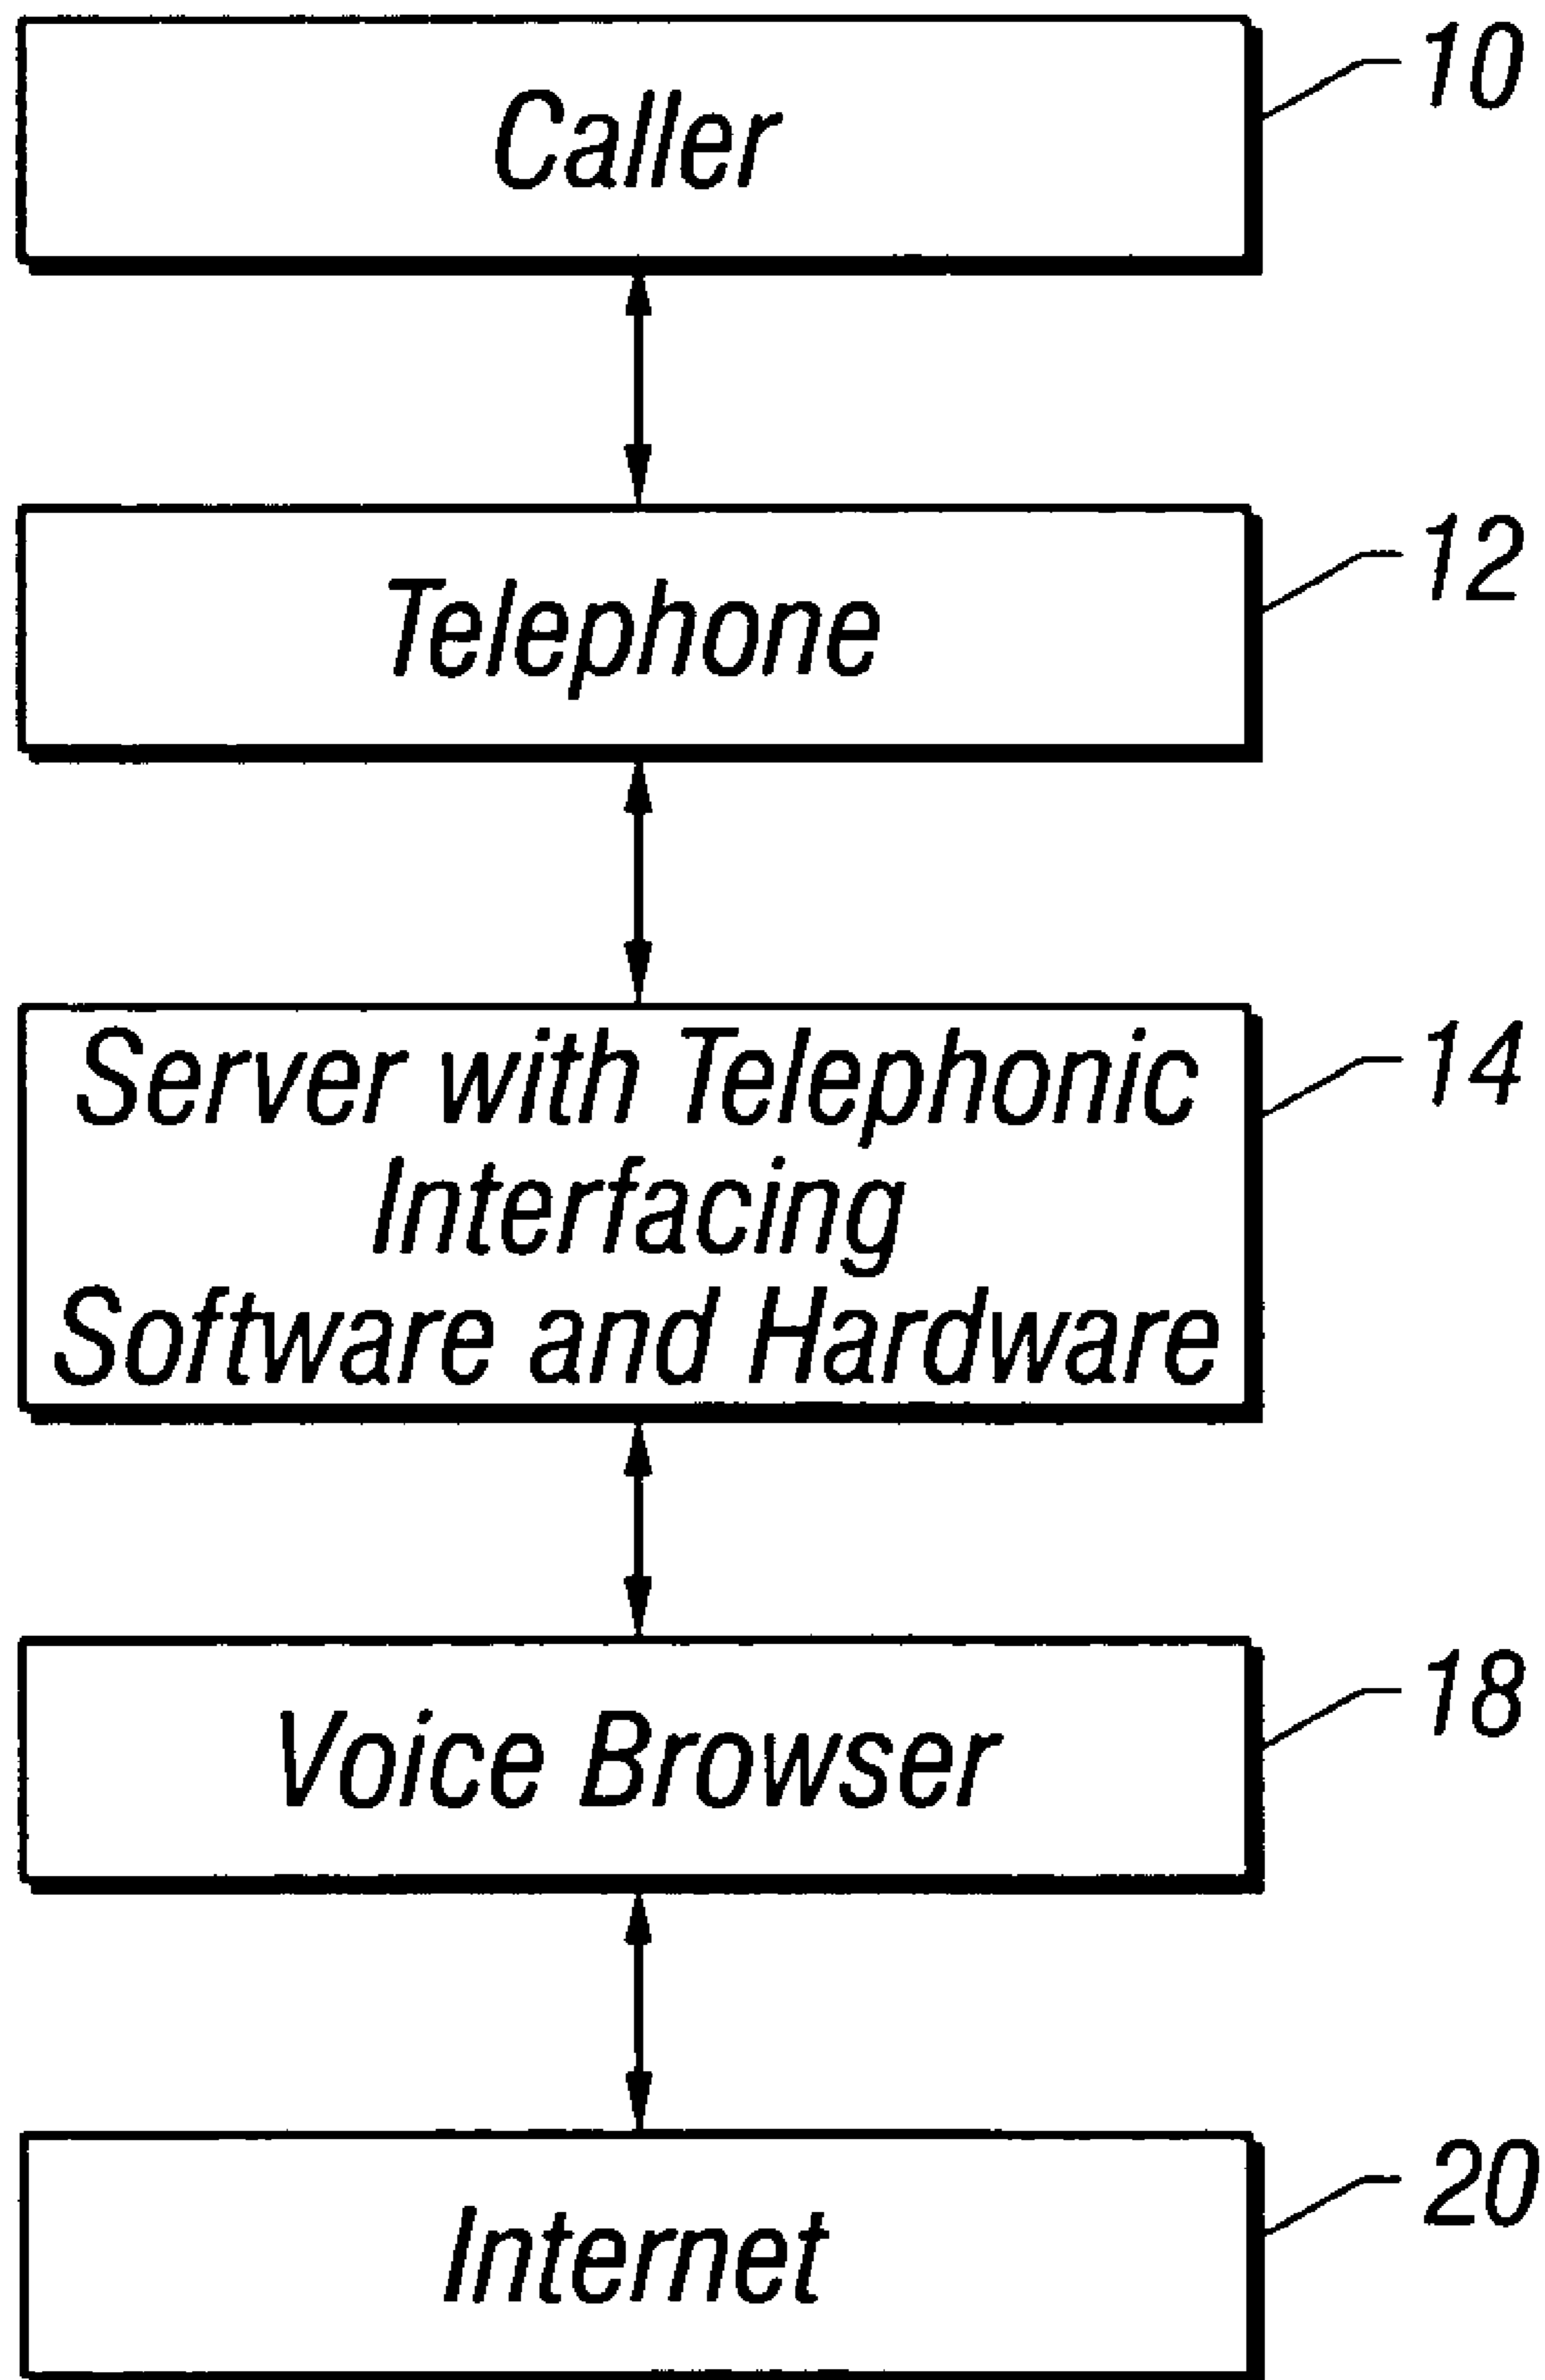 Caller
10
Telephone
12
Server with Telephonic
Interfacing
Software and Hardware
14
Voice Browser
18
Internet
20